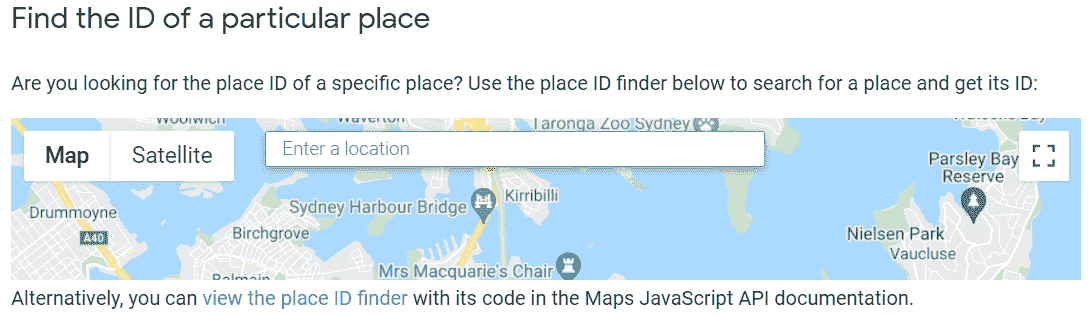 Find the ID of a particular place
Are you looking for the place ID of a specific place? Use the place ID finder below to search for a place and get its ID:
Woolwich
Waverton
Taronga Zoo Sydney
Map
Satellite
Enter a location
Parsley Bay
Reserve
Kirribilli
Sydney Harbour Bridge
Drummoyne
A40
Birchgrove
Nielsen Park
Vaucluse
Mrs Macquarie's Chair
Balmain
Alternatively, you can view the place ID finder with its code in the Maps JavaScript API documentation.